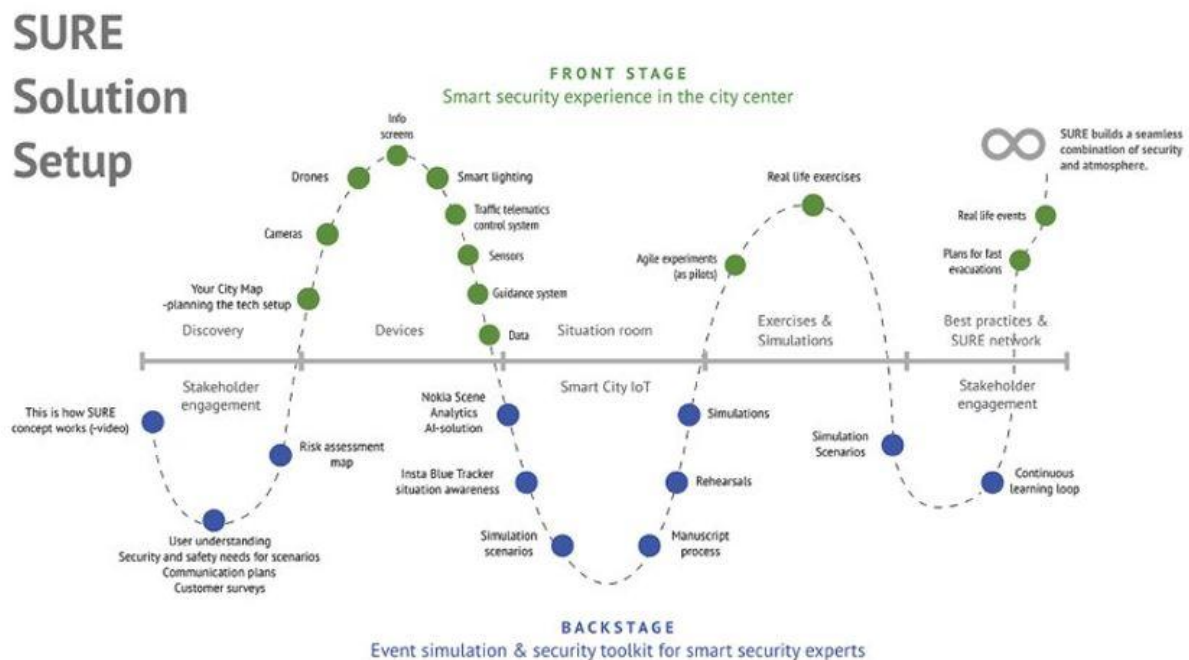 SURE
Solution
Setup
FRONT STAGE
Smart security experience in the city center
Info
screens
Drones
Smart lighting
Cameras
Traffic telematics
control system
Sensors
Your City Map
-planning the tech setup
Guidance system
Data
Real life exercises
Agile experiments
(as pilots)
SURE builds a seamless
combination of security
and atmosphere.
Real life events
Plans for fast
evacuations
Discovery
Devices
Situation room
Exercises &
Simulations
Best practices &
SURE network
Stakeholder
engagement
Smart City IoT
Stakeholder
engagement
This is how SURE
concept works (-video)
Risk assessment
map
User understanding
Security and safety needs for scenarios
Communication plans
Customer surveys
Nokia Scene
Analytics
AI-solution
Insta Blue Tracker
situation awareness
Simulation
scenarios
Simulations
Rehearsals
Manuscript
process
Simulation
Scenarios
Continuous
learning loop
BACKSTAGE
Event simulation & security toolkit for smart security experts